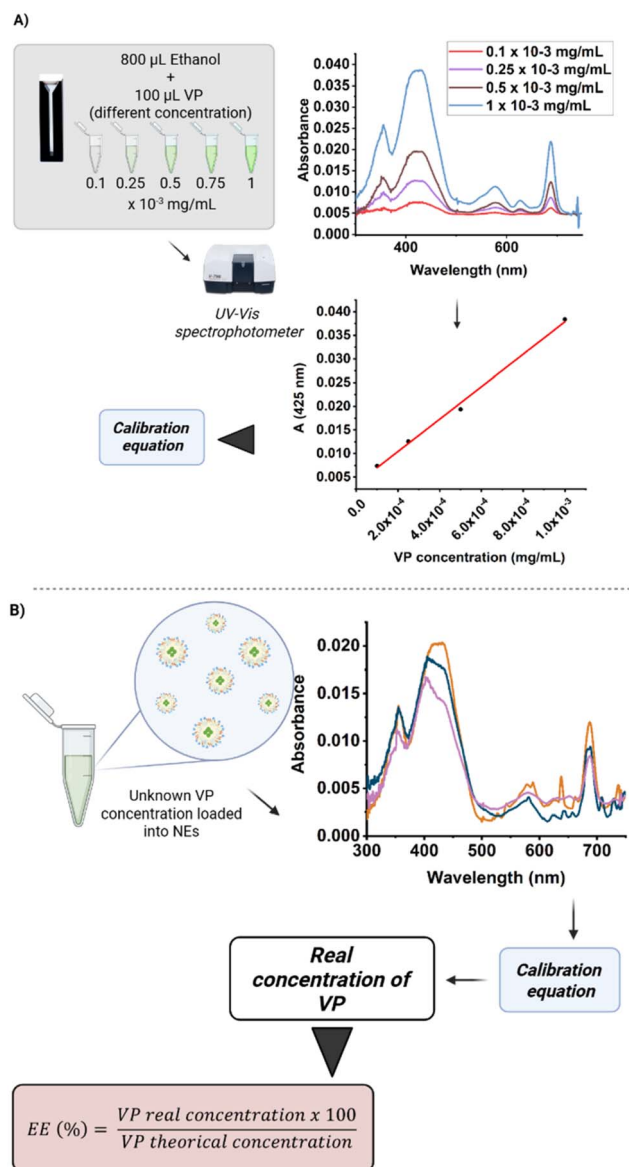 A)
800 µL Ethanol
+
100 µL VP
(different concentration)
0.1 0.25 0.5 0.75 1
x 10⁻³ mg/mL
UV-Vis
spectrophotometer
Absorbance
0.040
0.035
0.030
0.025
0.020
0.015
0.010
0.005
0.000
0.1 x 10-3 mg/mL
0.25 x 10-3 mg/mL
0.5 x 10-3 mg/mL
1 x 10-3 mg/mL
400 600
Wavelength (nm)
A (425 nm)
0.040
0.035
0.030
0.025
0.020
0.015
0.010
0.005
0.0 2.0x10⁻⁴ 4.0x10⁻⁴ 6.0x10⁻⁴ 8.0x10⁻⁴ 1.0x10⁻³
VP concentration (mg/mL)
Calibration
equation
B)
Unknown VP
concentration loaded
into NEs
Absorbance
0.020
0.015
0.010
0.005
0.000
300 400 500 600 700
Wavelength (nm)
Calibration
equation
Real
concentration of
VP
EE (%) = VP real concentration x 100
VP theorical concentration